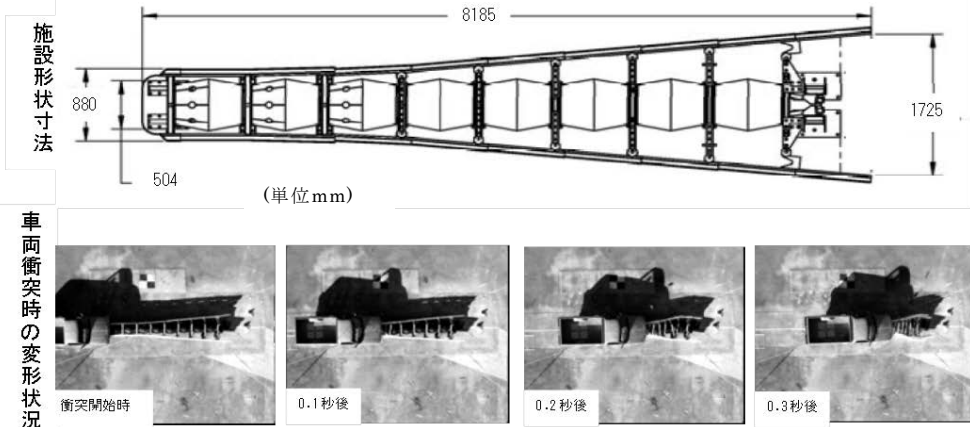 施設形状寸法
8185
880
504
1725
(単位mm)
車両衝突時の変形状況
衝突開始時
0.1秒後
0.2秒後
0.3秒後